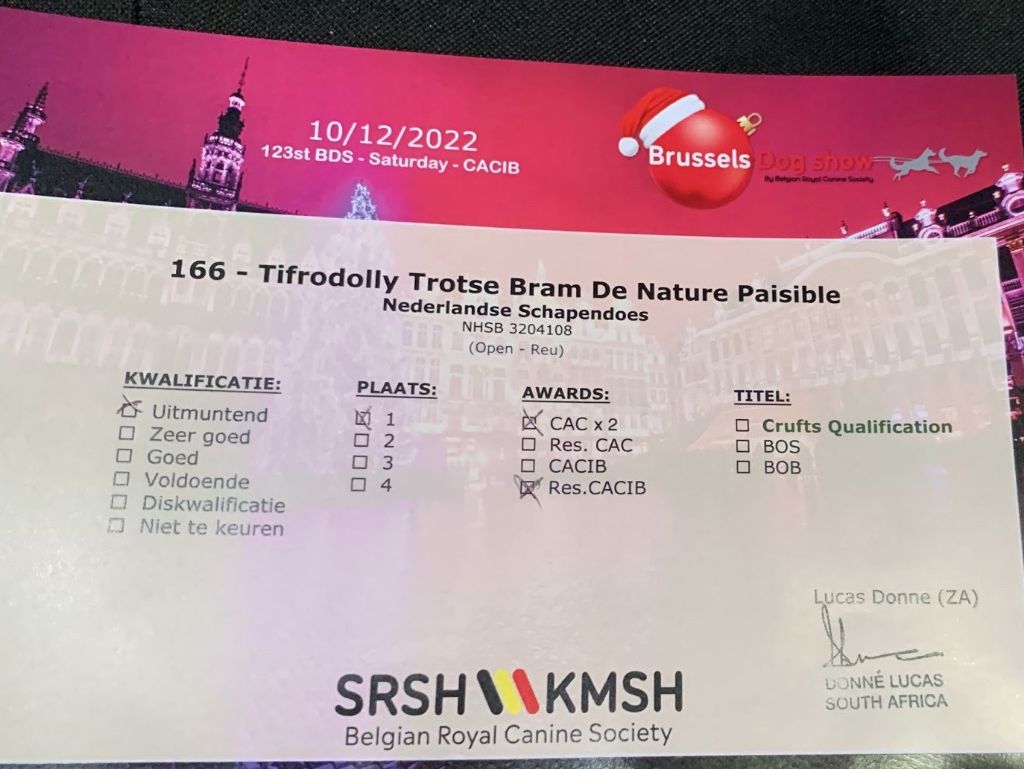 10/12/2022
123st BDS - Saturday - CACIB
Brussels Dog show
By Belgian Royal Canine Society
166 - Tifrodolly Trotse Bram De Nature Paisible
Nederlandse Schapendoes
NHSB 3204108
(Open - Reu)
KWALIFICATIE:
Uitmuntend
Zeer goed
Goed
Voldoende
Diskwalificatie
Niet te keuren
PLAATS:
1
2
3
4
AWARDS:
CAC x 2
Res. CAC
CACIB
Res.CACIB
TITEL:
Crufts Qualification
BOS
BOB
Lucas Donne (ZA)
DONNÉ LUCAS
SOUTH AFRICA
SRSH KMSH
Belgian Royal Canine Society